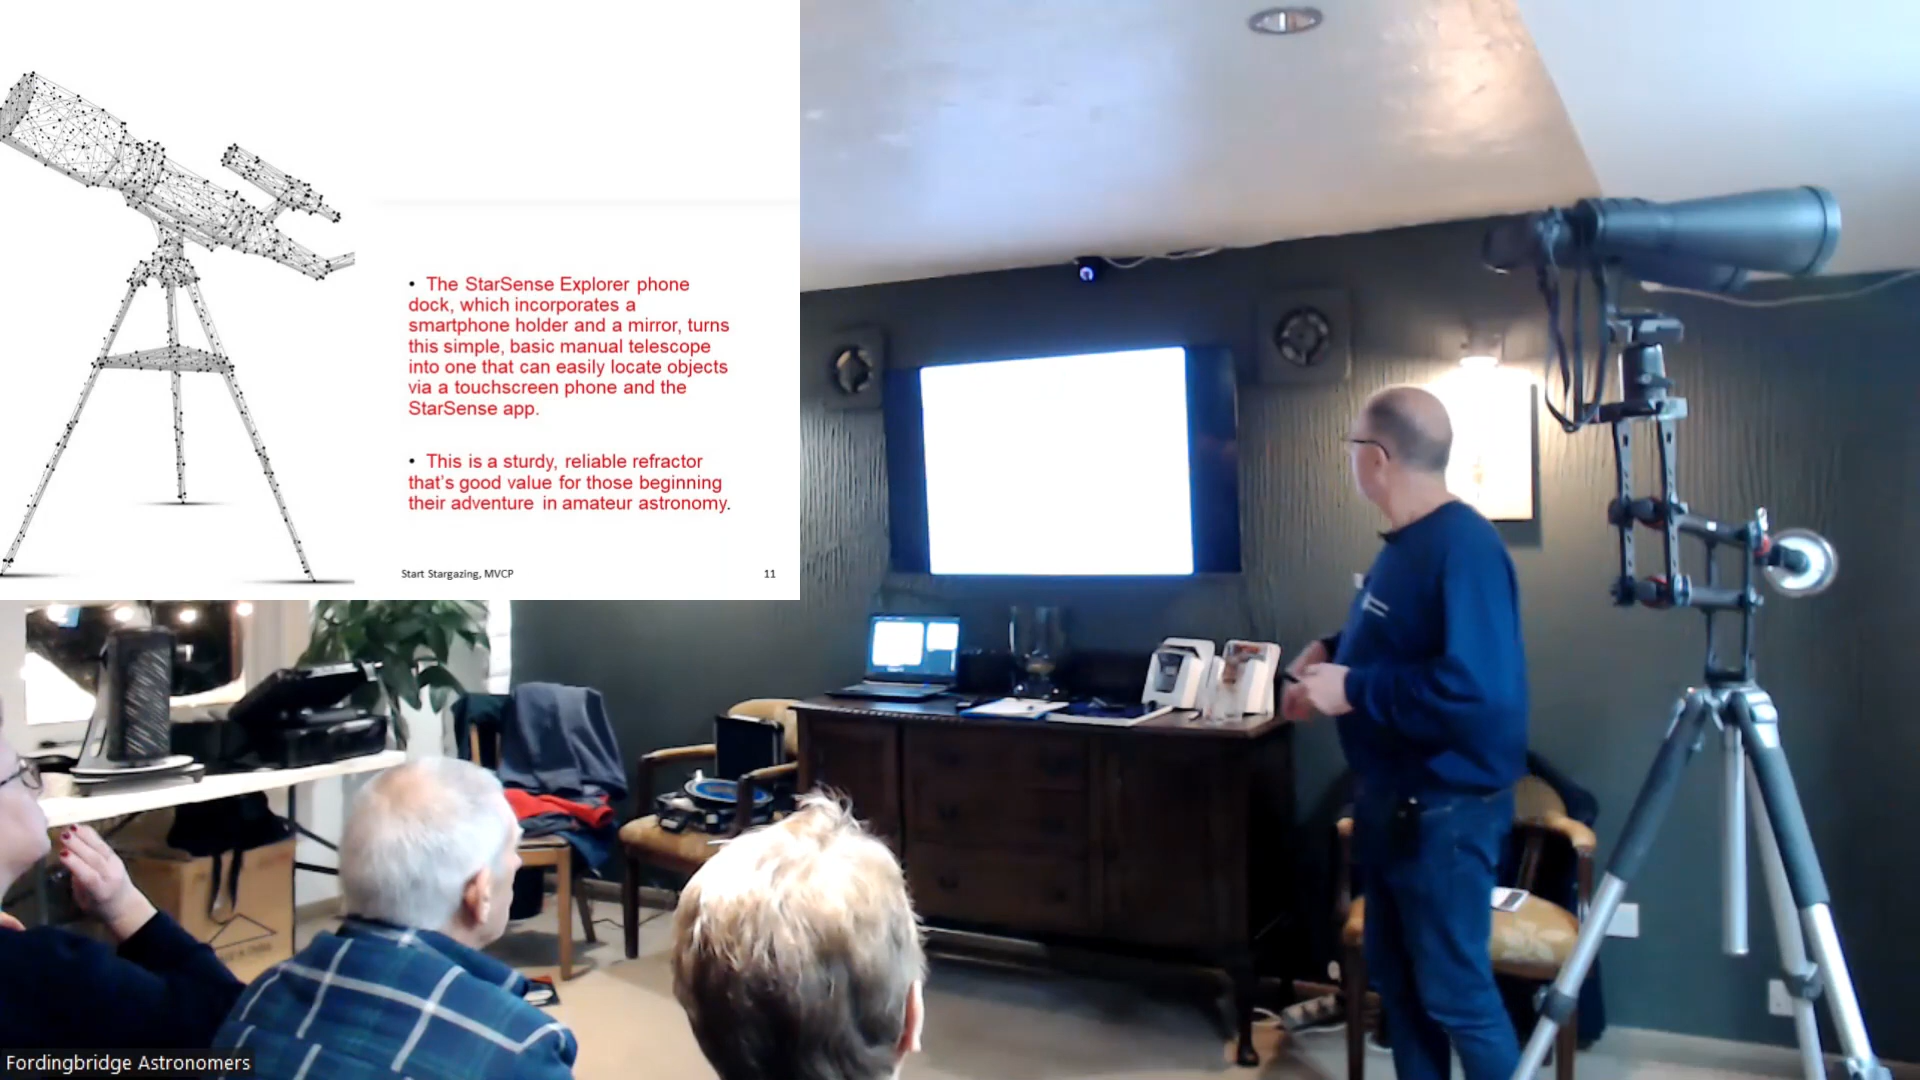 • The StarSense Explorer phone
dock, which incorporates a
smartphone holder and a mirror, turns
this simple, basic manual telescope
into one that can easily locate objects
via a touchscreen phone and the
StarSense app.
• This is a sturdy, reliable refractor
that's good value for those beginning
their adventure in amateur astronomy.
Start Stargazing, MVCP
11
Fordingbridge Astronomers